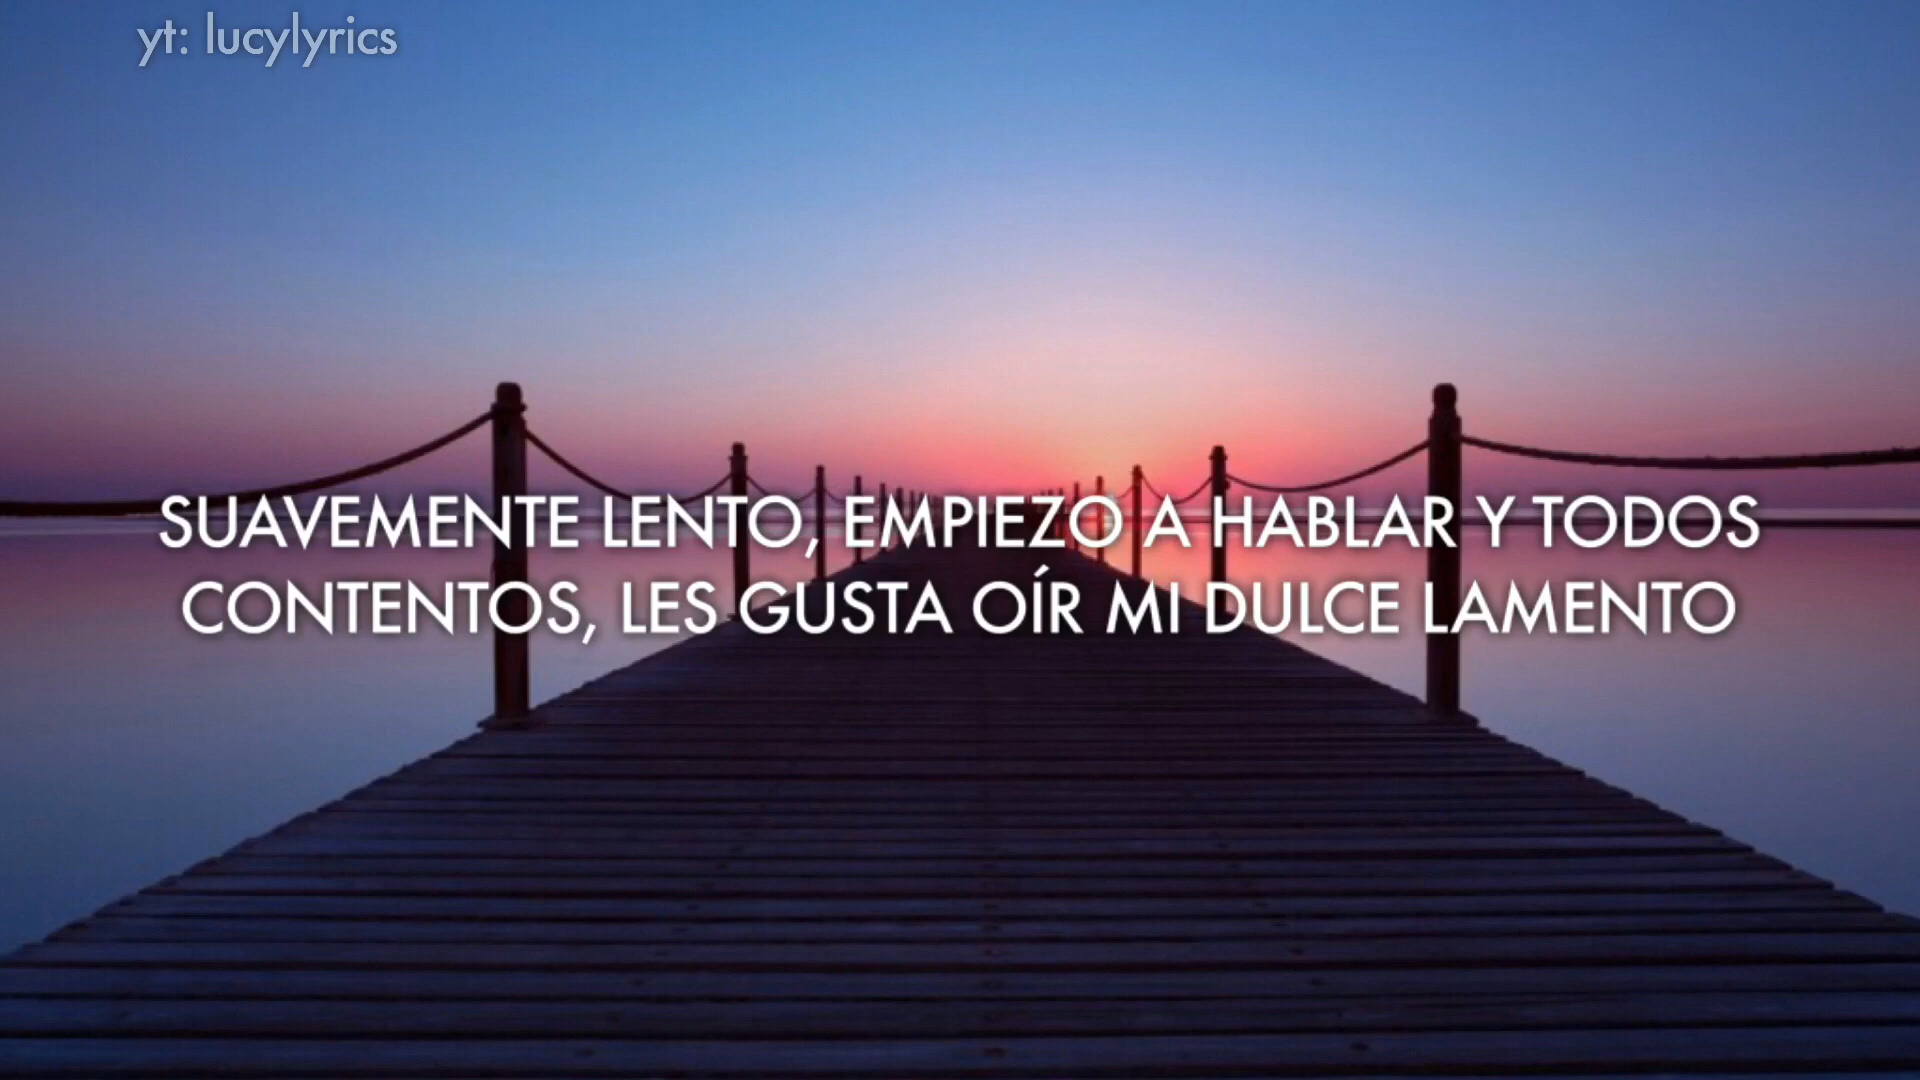 yt: lucylyrics
SUAVEMENTE LENTO, EMPIEZO A HABLAR Y TODOS
CONTENTOS, LES GUSTA OÍR MI DULCE LAMENTO